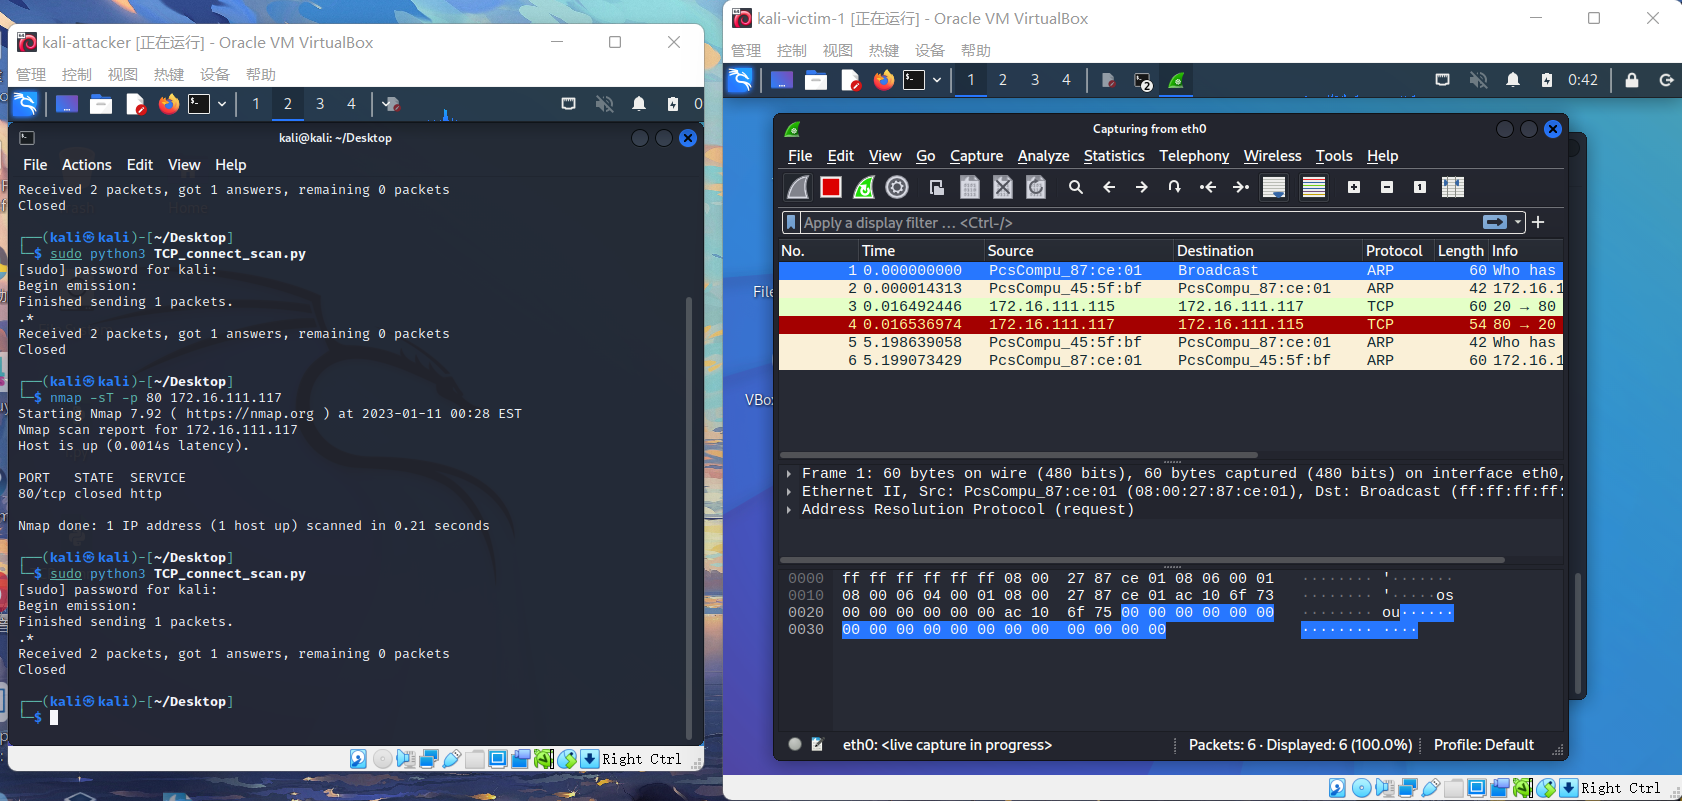 kali-attacker [正在运行] - Oracle VM VirtualBox
管理 控制 视图 热键 设备 帮助
1 2 3 4
0
kali@kali: ~/Desktop
File Actions Edit View Help
Received 2 packets, got 1 answers, remaining 0 packets
Closed
┌──(kali㉿kali)-[~/Desktop]
└─$ sudo python3 TCP_connect_scan.py
[sudo] password for kali:
Begin emission:
Finished sending 1 packets.
.*
Received 2 packets, got 1 answers, remaining 0 packets
Closed
┌──(kali㉿kali)-[~/Desktop]
└─$ nmap -sT -p 80 172.16.111.117
Starting Nmap 7.92 ( https://nmap.org ) at 2023-01-11 00:28 EST
Nmap scan report for 172.16.111.117
Host is up (0.0014s latency).
PORT STATE SERVICE
80/tcp closed http
Nmap done: 1 IP address (1 host up) scanned in 0.21 seconds
┌──(kali㉿kali)-[~/Desktop]
└─$ sudo python3 TCP_connect_scan.py
[sudo] password for kali:
Begin emission:
Finished sending 1 packets.
.*
Received 2 packets, got 1 answers, remaining 0 packets
Closed
┌──(kali㉿kali)-[~/Desktop]
└─$
Right Ctrl
kali-victim-1 [正在运行] - Oracle VM VirtualBox
管理 控制 视图 热键 设备 帮助
1 2 3 4
2
0:42
File
VBo
Capturing from eth0
File Edit View Go Capture Analyze Statistics Telephony Wireless Tools Help
Apply a display filter ... <Ctrl-/>
No. Time Source Destination Protocol Length Info
1 0.000000000 PcsCompu_87:ce:01 Broadcast ARP 60 Who has
2 0.000014313 PcsCompu_45:5f:bf PcsCompu_87:ce:01 ARP 42 172.16.1
3 0.016492446 172.16.111.115 172.16.111.117 TCP 60 20 → 80
4 0.016536974 172.16.111.117 172.16.111.115 TCP 54 80 → 20
5 5.198639058 PcsCompu_45:5f:bf PcsCompu_87:ce:01 ARP 42 Who has
6 5.199073429 PcsCompu_87:ce:01 PcsCompu_45:5f:bf ARP 60 172.16.1
Frame 1: 60 bytes on wire (480 bits), 60 bytes captured (480 bits) on interface eth0,
Ethernet II, Src: PcsCompu_87:ce:01 (08:00:27:87:ce:01), Dst: Broadcast (ff:ff:ff:ff:
Address Resolution Protocol (request)
0000 ff ff ff ff ff ff 08 00 27 87 ce 01 08 06 00 01 ········ '·······
0010 08 00 06 04 00 01 08 00 27 87 ce 01 ac 10 6f 73 ········ '·····os
0020 00 00 00 00 00 00 ac 10 6f 75 00 00 00 00 00 00 ········ ou······
0030 00 00 00 00 00 00 00 00 00 00 00 00 ········ ····
eth0: <live capture in progress>
Packets: 6 · Displayed: 6 (100.0%)
Profile: Default
Right Ctrl